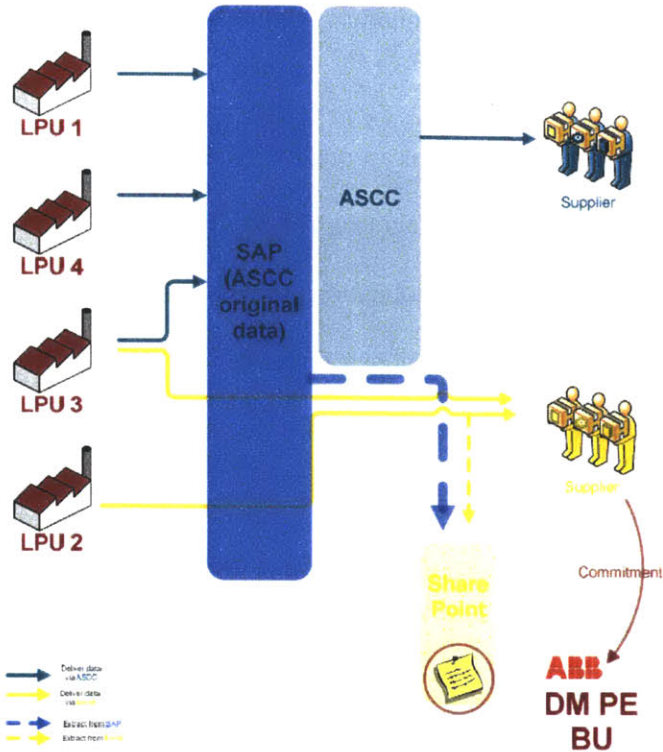 LPU 1
LPU 4
LPU 3
LPU 2
SAP
(ASCC
original
data)
ASCC
Supplier
Supplier
Share
Point
Commitment
ABB
DM PE
BU
Deliver data
via ASCC
Deliver data
via
Extract from SAP
Extract from